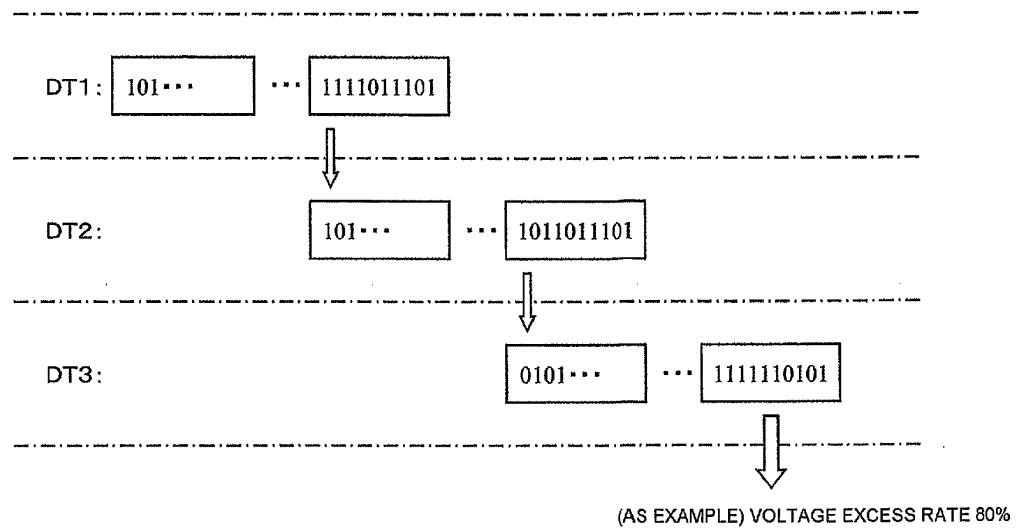 DT1: 101••• ••• 1111011101
DT2: 101••• ••• 1011011101
DT3: 0101••• ••• 1111110101
(AS EXAMPLE) VOLTAGE EXCESS RATE 80%